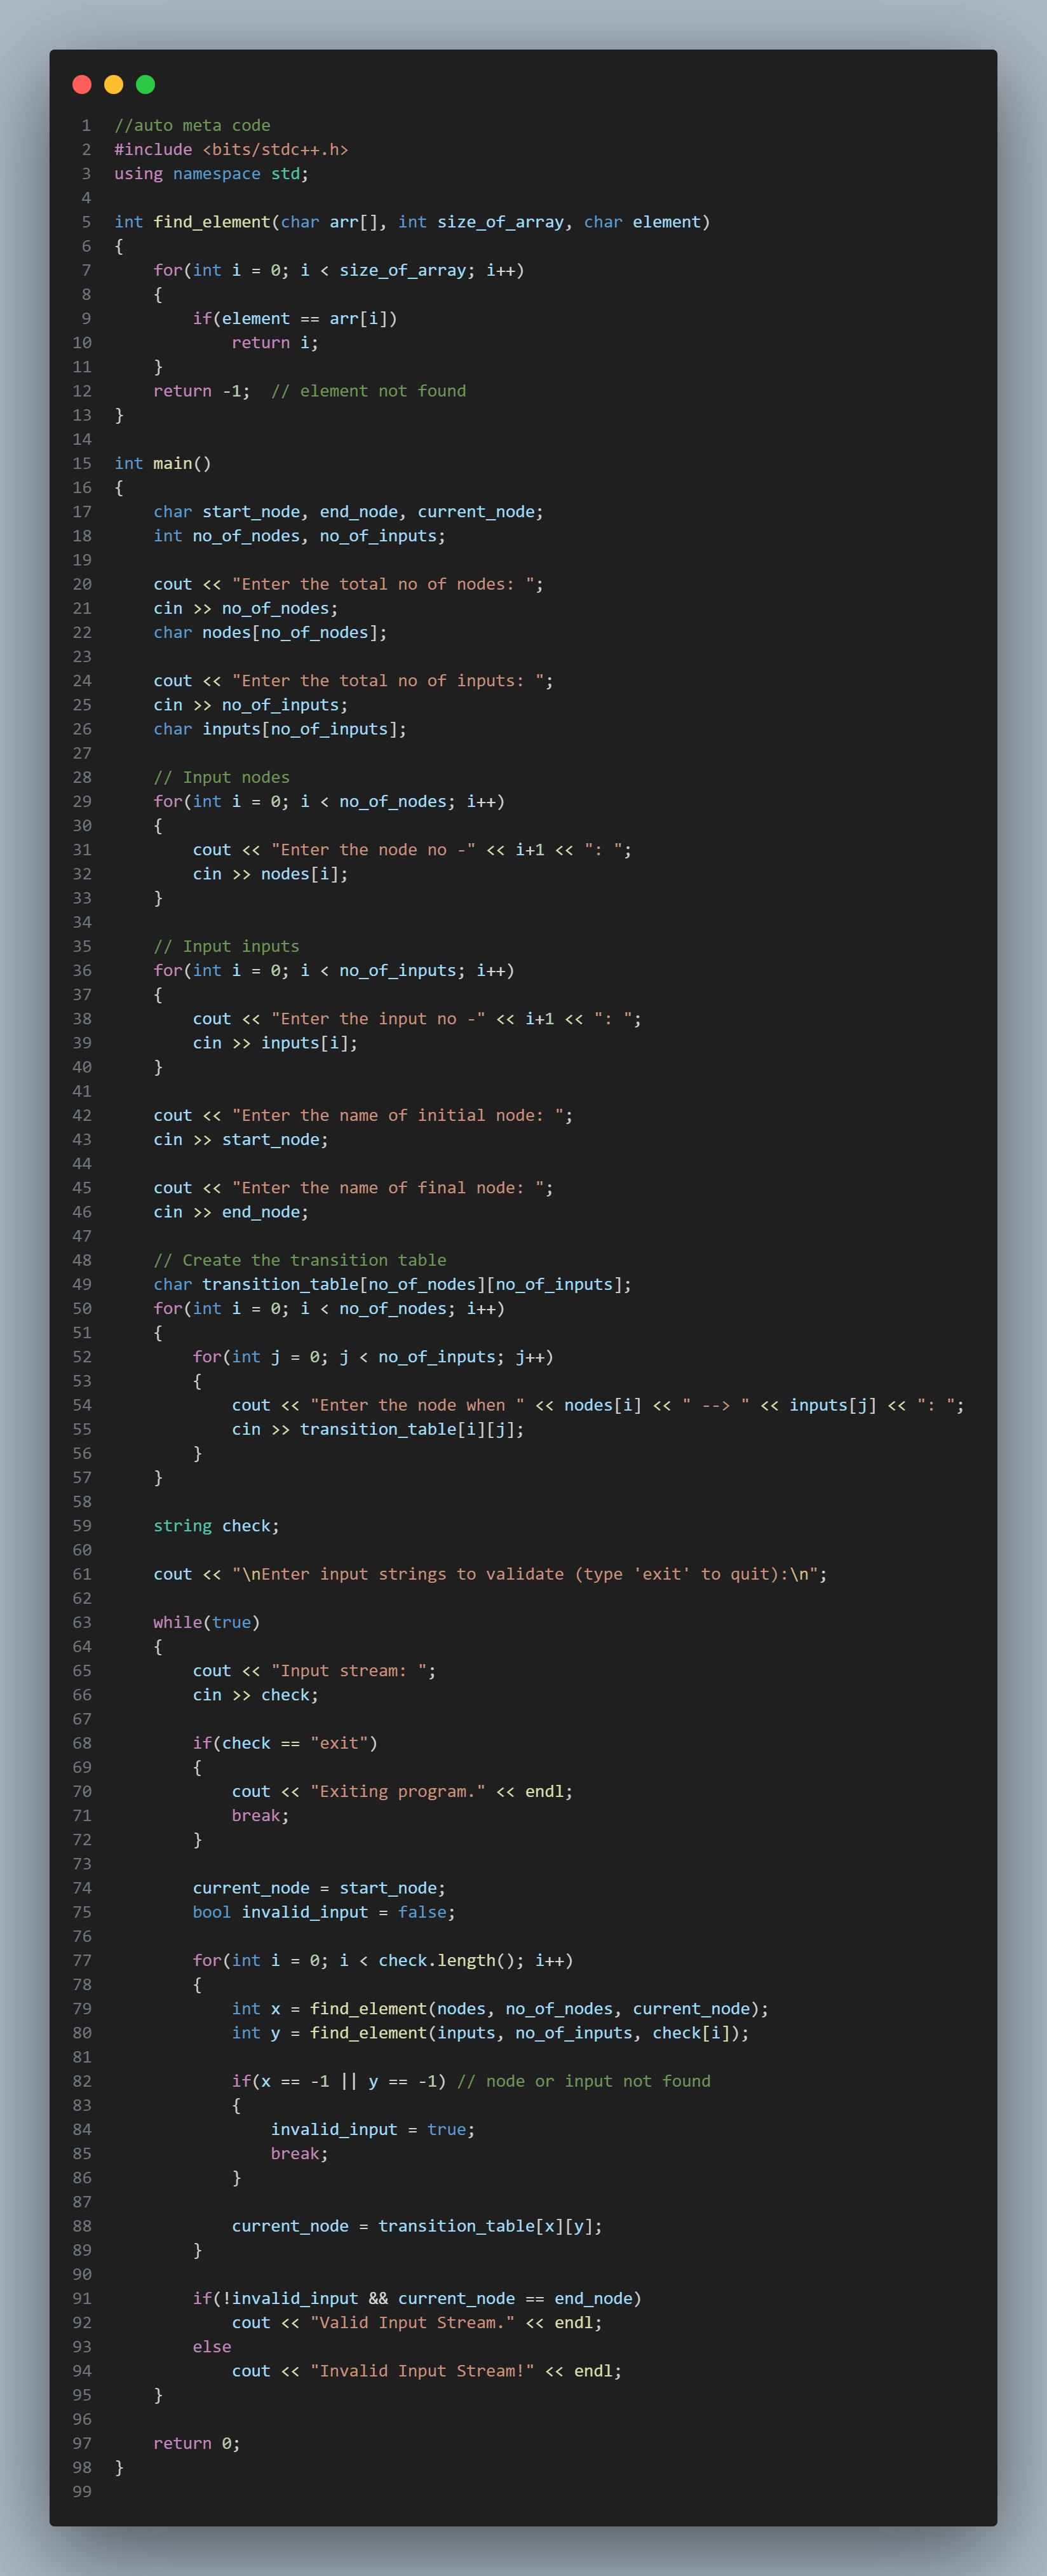 1 //auto meta code
2 #include <bits/stdc++.h>
3 using namespace std;
4
5 int find_element(char arr[], int size_of_array, char element)
6 {
7     for(int i = 0; i < size_of_array; i++)
8     {
9         if(element == arr[i])
10             return i;
11     }
12     return -1;  // element not found
13 }
14
15 int main()
16 {
17     char start_node, end_node, current_node;
18     int no_of_nodes, no_of_inputs;
19
20     cout << "Enter the total no of nodes: ";
21     cin >> no_of_nodes;
22     char nodes[no_of_nodes];
23
24     cout << "Enter the total no of inputs: ";
25     cin >> no_of_inputs;
26     char inputs[no_of_inputs];
27
28     // Input nodes
29     for(int i = 0; i < no_of_nodes; i++)
30     {
31         cout << "Enter the node no -" << i+1 << ": ";
32         cin >> nodes[i];
33     }
34
35     // Input inputs
36     for(int i = 0; i < no_of_inputs; i++)
37     {
38         cout << "Enter the input no -" << i+1 << ": ";
39         cin >> inputs[i];
40     }
41
42     cout << "Enter the name of initial node: ";
43     cin >> start_node;
44
45     cout << "Enter the name of final node: ";
46     cin >> end_node;
47
48     // Create the transition table
49     char transition_table[no_of_nodes][no_of_inputs];
50     for(int i = 0; i < no_of_nodes; i++)
51     {
52         for(int j = 0; j < no_of_inputs; j++)
53         {
54             cout << "Enter the node when " << nodes[i] << " --> " << inputs[j] << ": ";
55             cin >> transition_table[i][j];
56         }
57     }
58
59     string check;
60
61     cout << "\nEnter input strings to validate (type 'exit' to quit):\n";
62
63     while(true)
64     {
65         cout << "Input stream: ";
66         cin >> check;
67
68         if(check == "exit")
69         {
70             cout << "Exiting program." << endl;
71             break;
72         }
73
74         current_node = start_node;
75         bool invalid_input = false;
76
77         for(int i = 0; i < check.length(); i++)
78         {
79             int x = find_element(nodes, no_of_nodes, current_node);
80             int y = find_element(inputs, no_of_inputs, check[i]);
81
82             if(x == -1 || y == -1) // node or input not found
83             {
84                 invalid_input = true;
85                 break;
86             }
87
88             current_node = transition_table[x][y];
89         }
90
91         if(!invalid_input && current_node == end_node)
92             cout << "Valid Input Stream." << endl;
93         else
94             cout << "Invalid Input Stream!" << endl;
95     }
96
97     return 0;
98 }
99